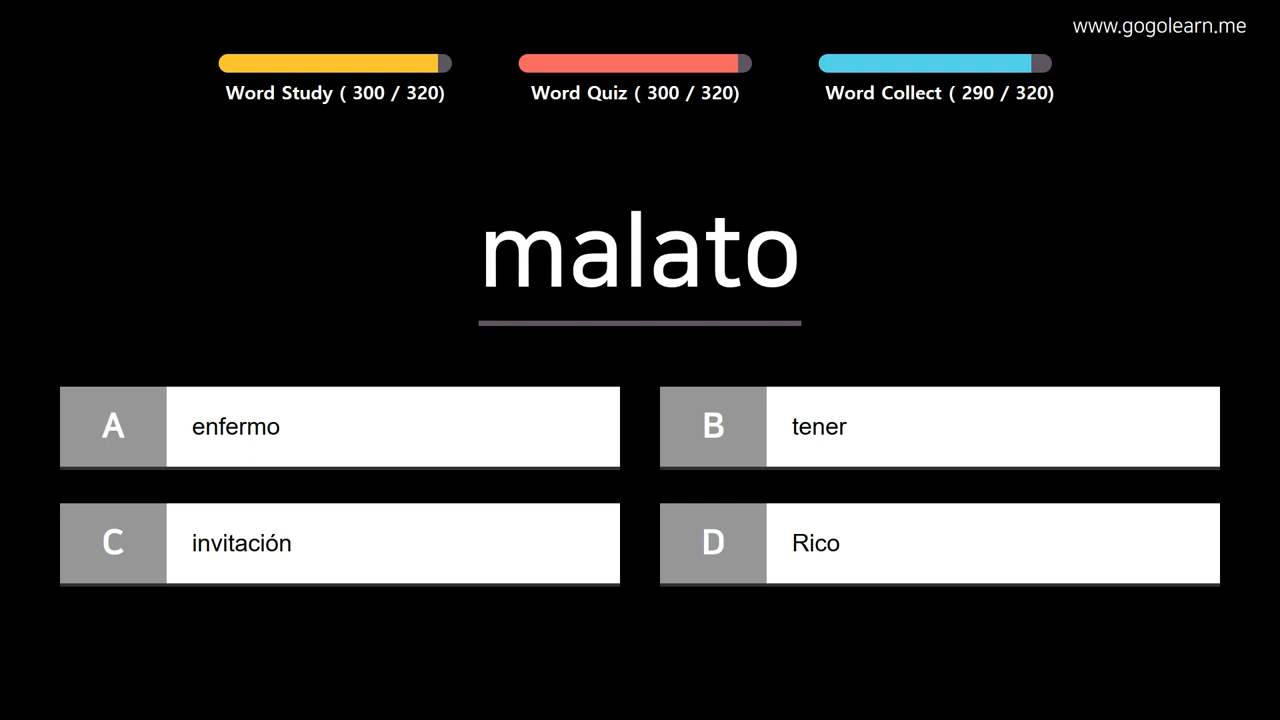 www.gogolearn.me
Word Study ( 300 / 320)
Word Quiz ( 300 / 320)
Word Collect ( 290 / 320)
malato
A
enfermo
B
tener
C
invitación
D
Rico